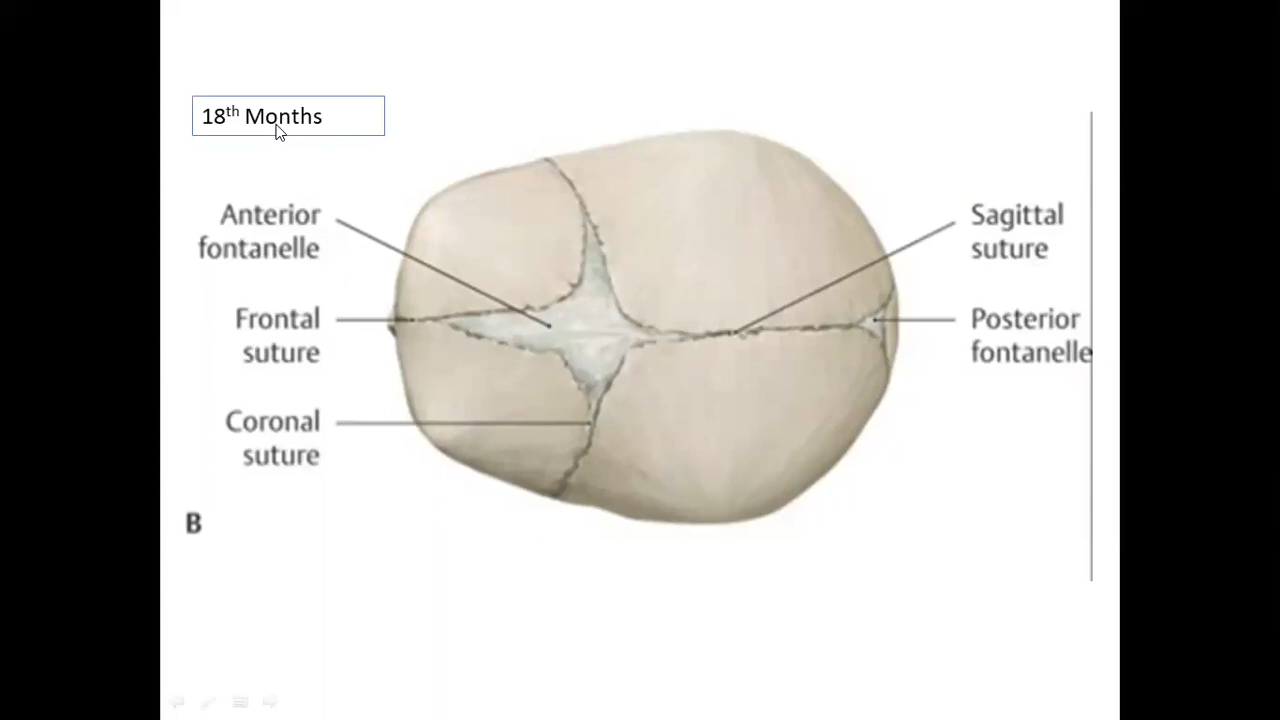 18th Months
Anterior
fontanelle
Frontal
suture
Coronal
suture
Sagittal
suture
Posterior
fontanelle
B